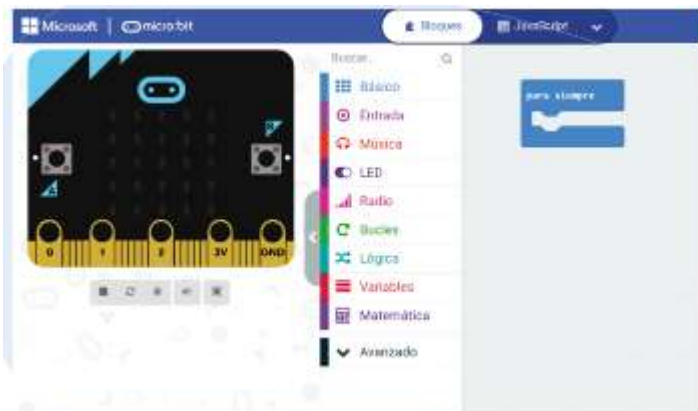 Microsoft | micro:bit
Bloques
JavaScript
Buscar...
Básico
Entrada
Música
LED
Radio
Bucles
Lógica
Variables
Matemática
Avanzado
para siempre
B
A
0 1 2 3V GND